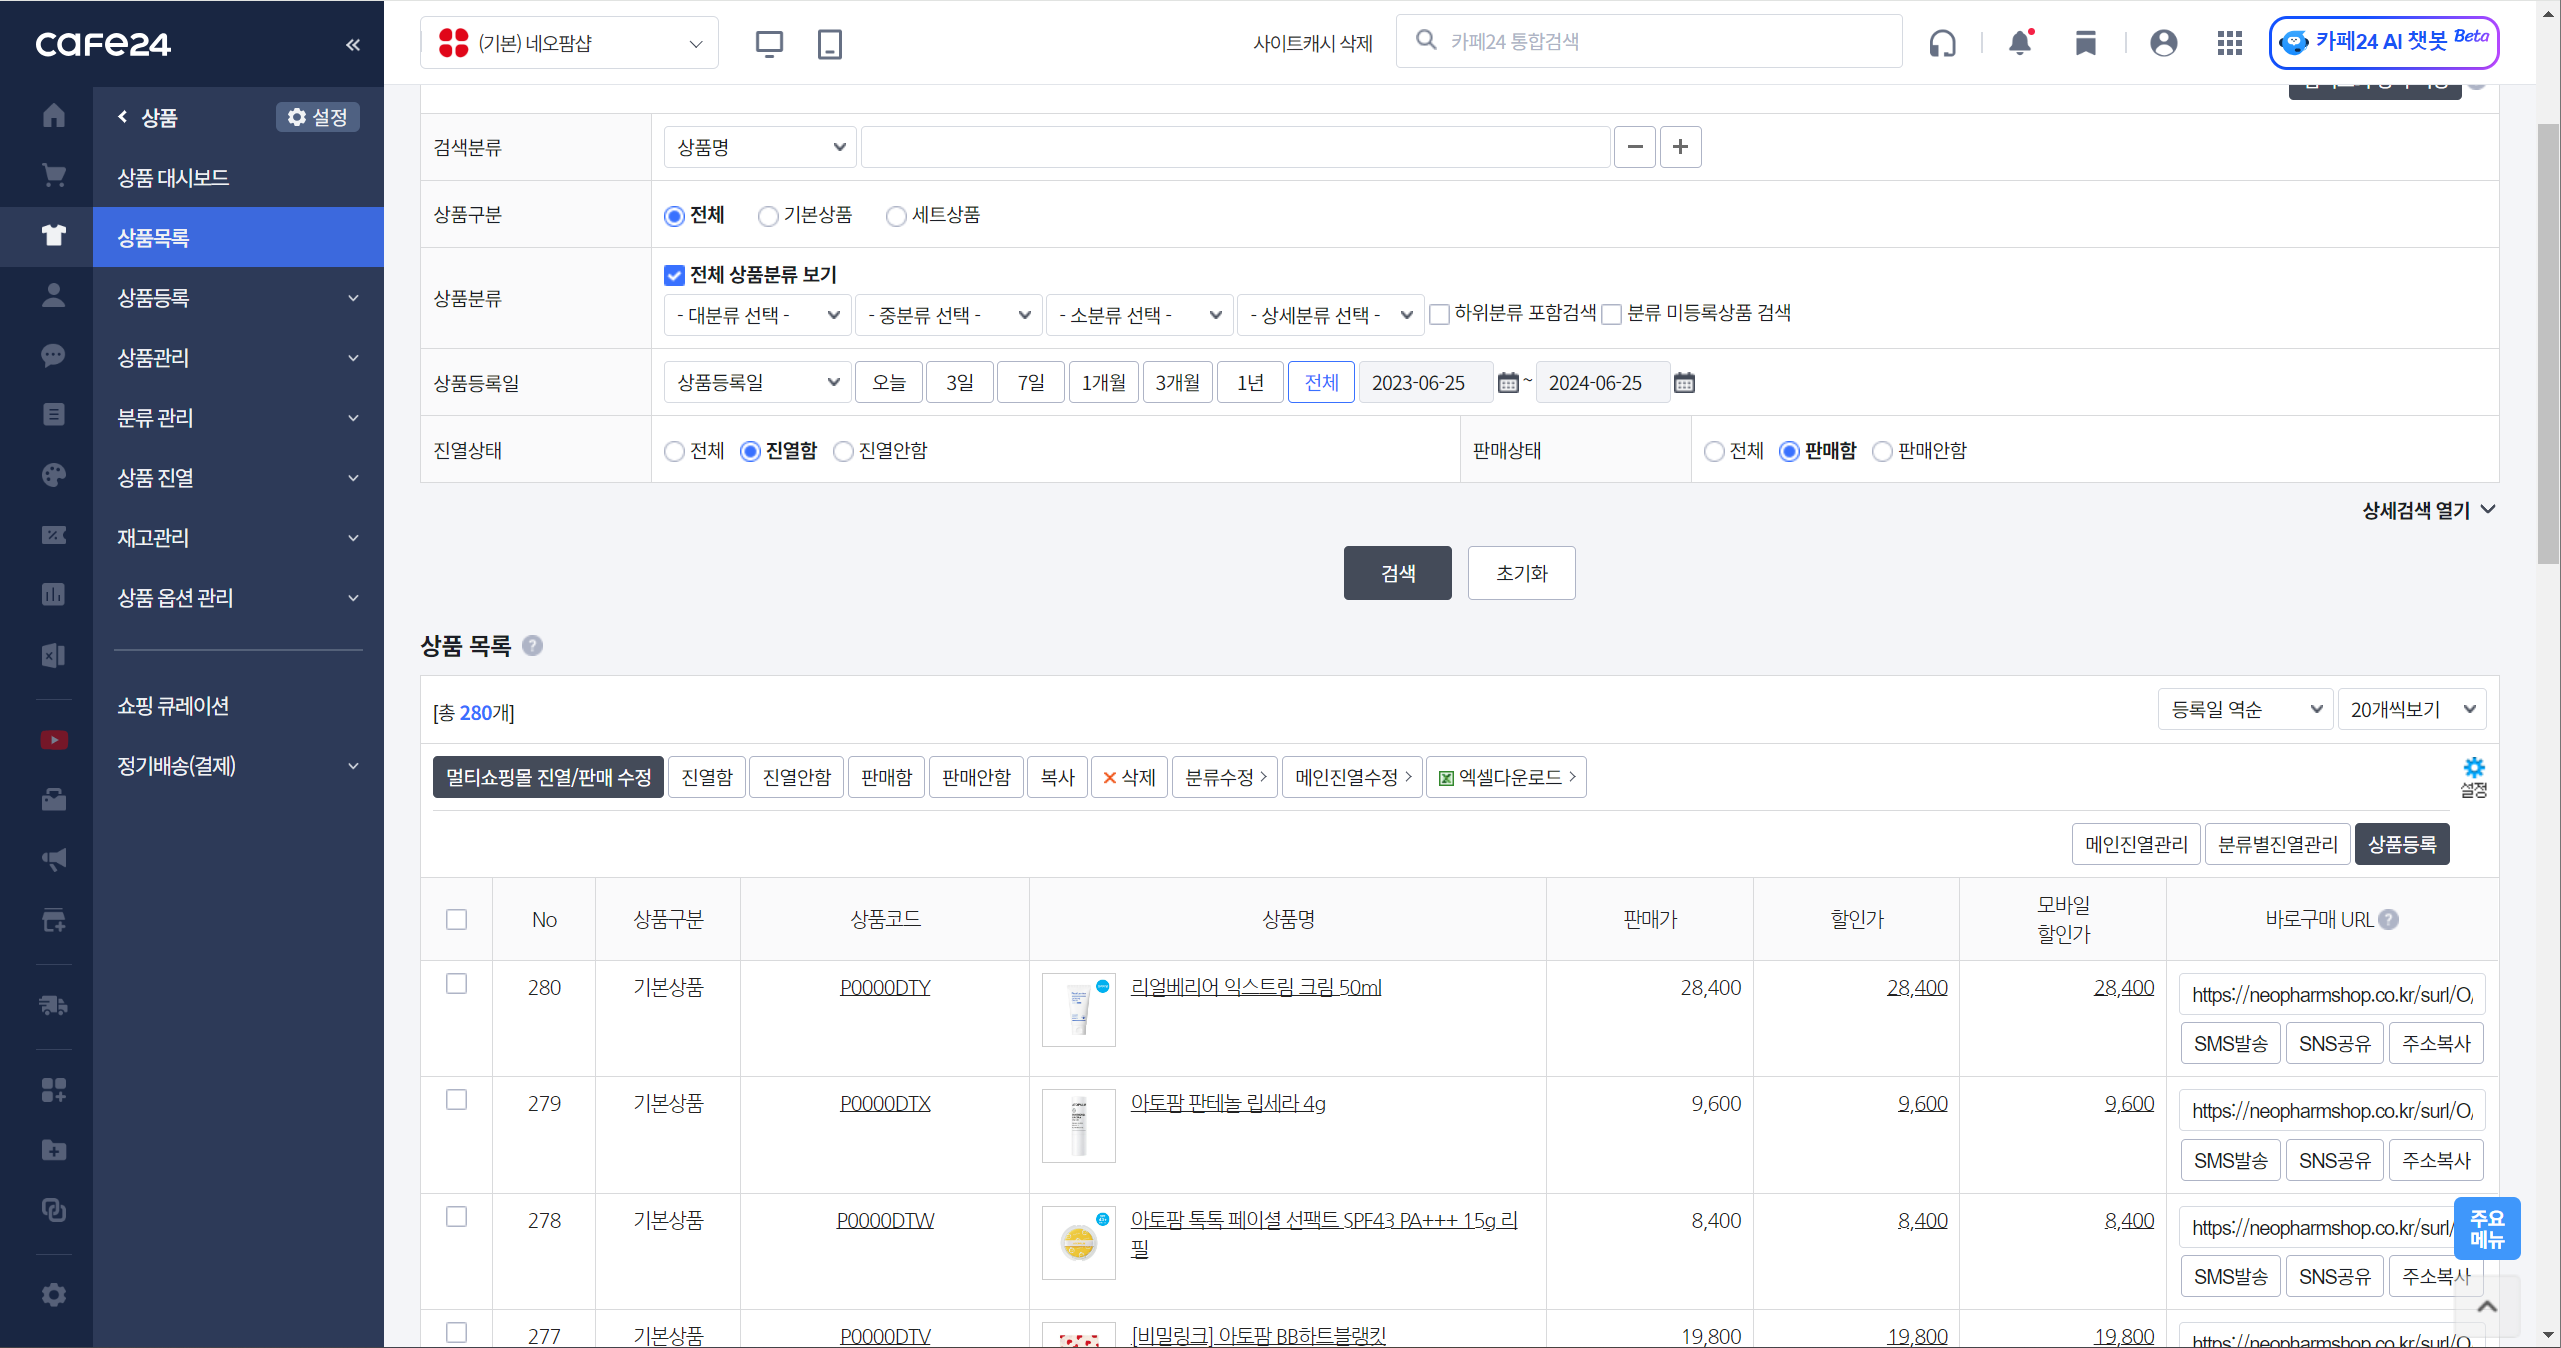 cafe24
(기본) 네오팜샵
사이트캐시 삭제
카페24 통합검색
카페24 AI 챗봇 Beta
상품
설정
상품 대시보드
상품목록
상품등록
상품관리
분류 관리
상품 진열
재고관리
상품 옵션 관리
쇼핑 큐레이션
정기배송(결제)
검색분류
상품명
상품구분
전체 기본상품 세트상품
상품분류
전체 상품분류 보기
- 대분류 선택 - - 중분류 선택 - - 소분류 선택 - - 상세분류 선택 - 하위분류 포함검색 분류 미등록상품 검색
상품등록일
상품등록일 오늘 3일 7일 1개월 3개월 1년 전체 2023-06-25 ~ 2024-06-25
진열상태 전체 진열함 진열안함 판매상태 전체 판매함 판매안함
상세검색 열기
검색 초기화
상품 목록 ?
[총 280개] 등록일 역순 20개씩보기
멀티쇼핑몰 진열/판매 수정 진열함 진열안함 판매함 판매안함 복사 삭제 분류수정 메인진열수정 엑셀다운로드 설정
메인진열관리 분류별진열관리 상품등록
No 상품구분 상품코드 상품명 판매가 할인가 모바일 할인가 바로구매 URL ?
280 기본상품 P0000DTY 리얼베리어 익스트림 크림 50ml 28,400 28,400 28,400 https://neopharmshop.co.kr/surl/O/
SMS발송 SNS공유 주소복사
279 기본상품 P0000DTX 아토팜 판테놀 립세라 4g 9,600 9,600 9,600 https://neopharmshop.co.kr/surl/O/
SMS발송 SNS공유 주소복사
278 기본상품 P0000DTW 아토팜 톡톡 페이셜 선팩트 SPF43 PA+++ 15g 리필 8,400 8,400 8,400 https://neopharmshop.co.kr/surl/
SMS발송 SNS공유 주소복사
주요
메뉴
277 기본상품 P0000DTV [비밀링크] 아토팜 BB하트블랭킷 19,800 19,800 19,800 https://neopharmshop.co.kr/surl/O